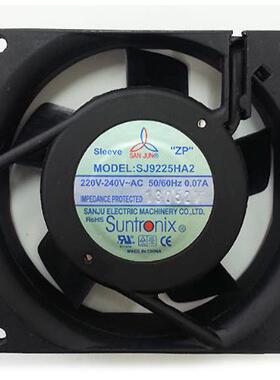 SAN JUN®
Sleeve "ZP"
MODEL:SJ9225HA2
220V-240V~AC 50/60Hz 0.07A
IMPEDANCE PROTECTED
SANJU ELECTRIC MACHINERY CO.,LTD.
RoHS
Suntronix®
MADE IN CHINA